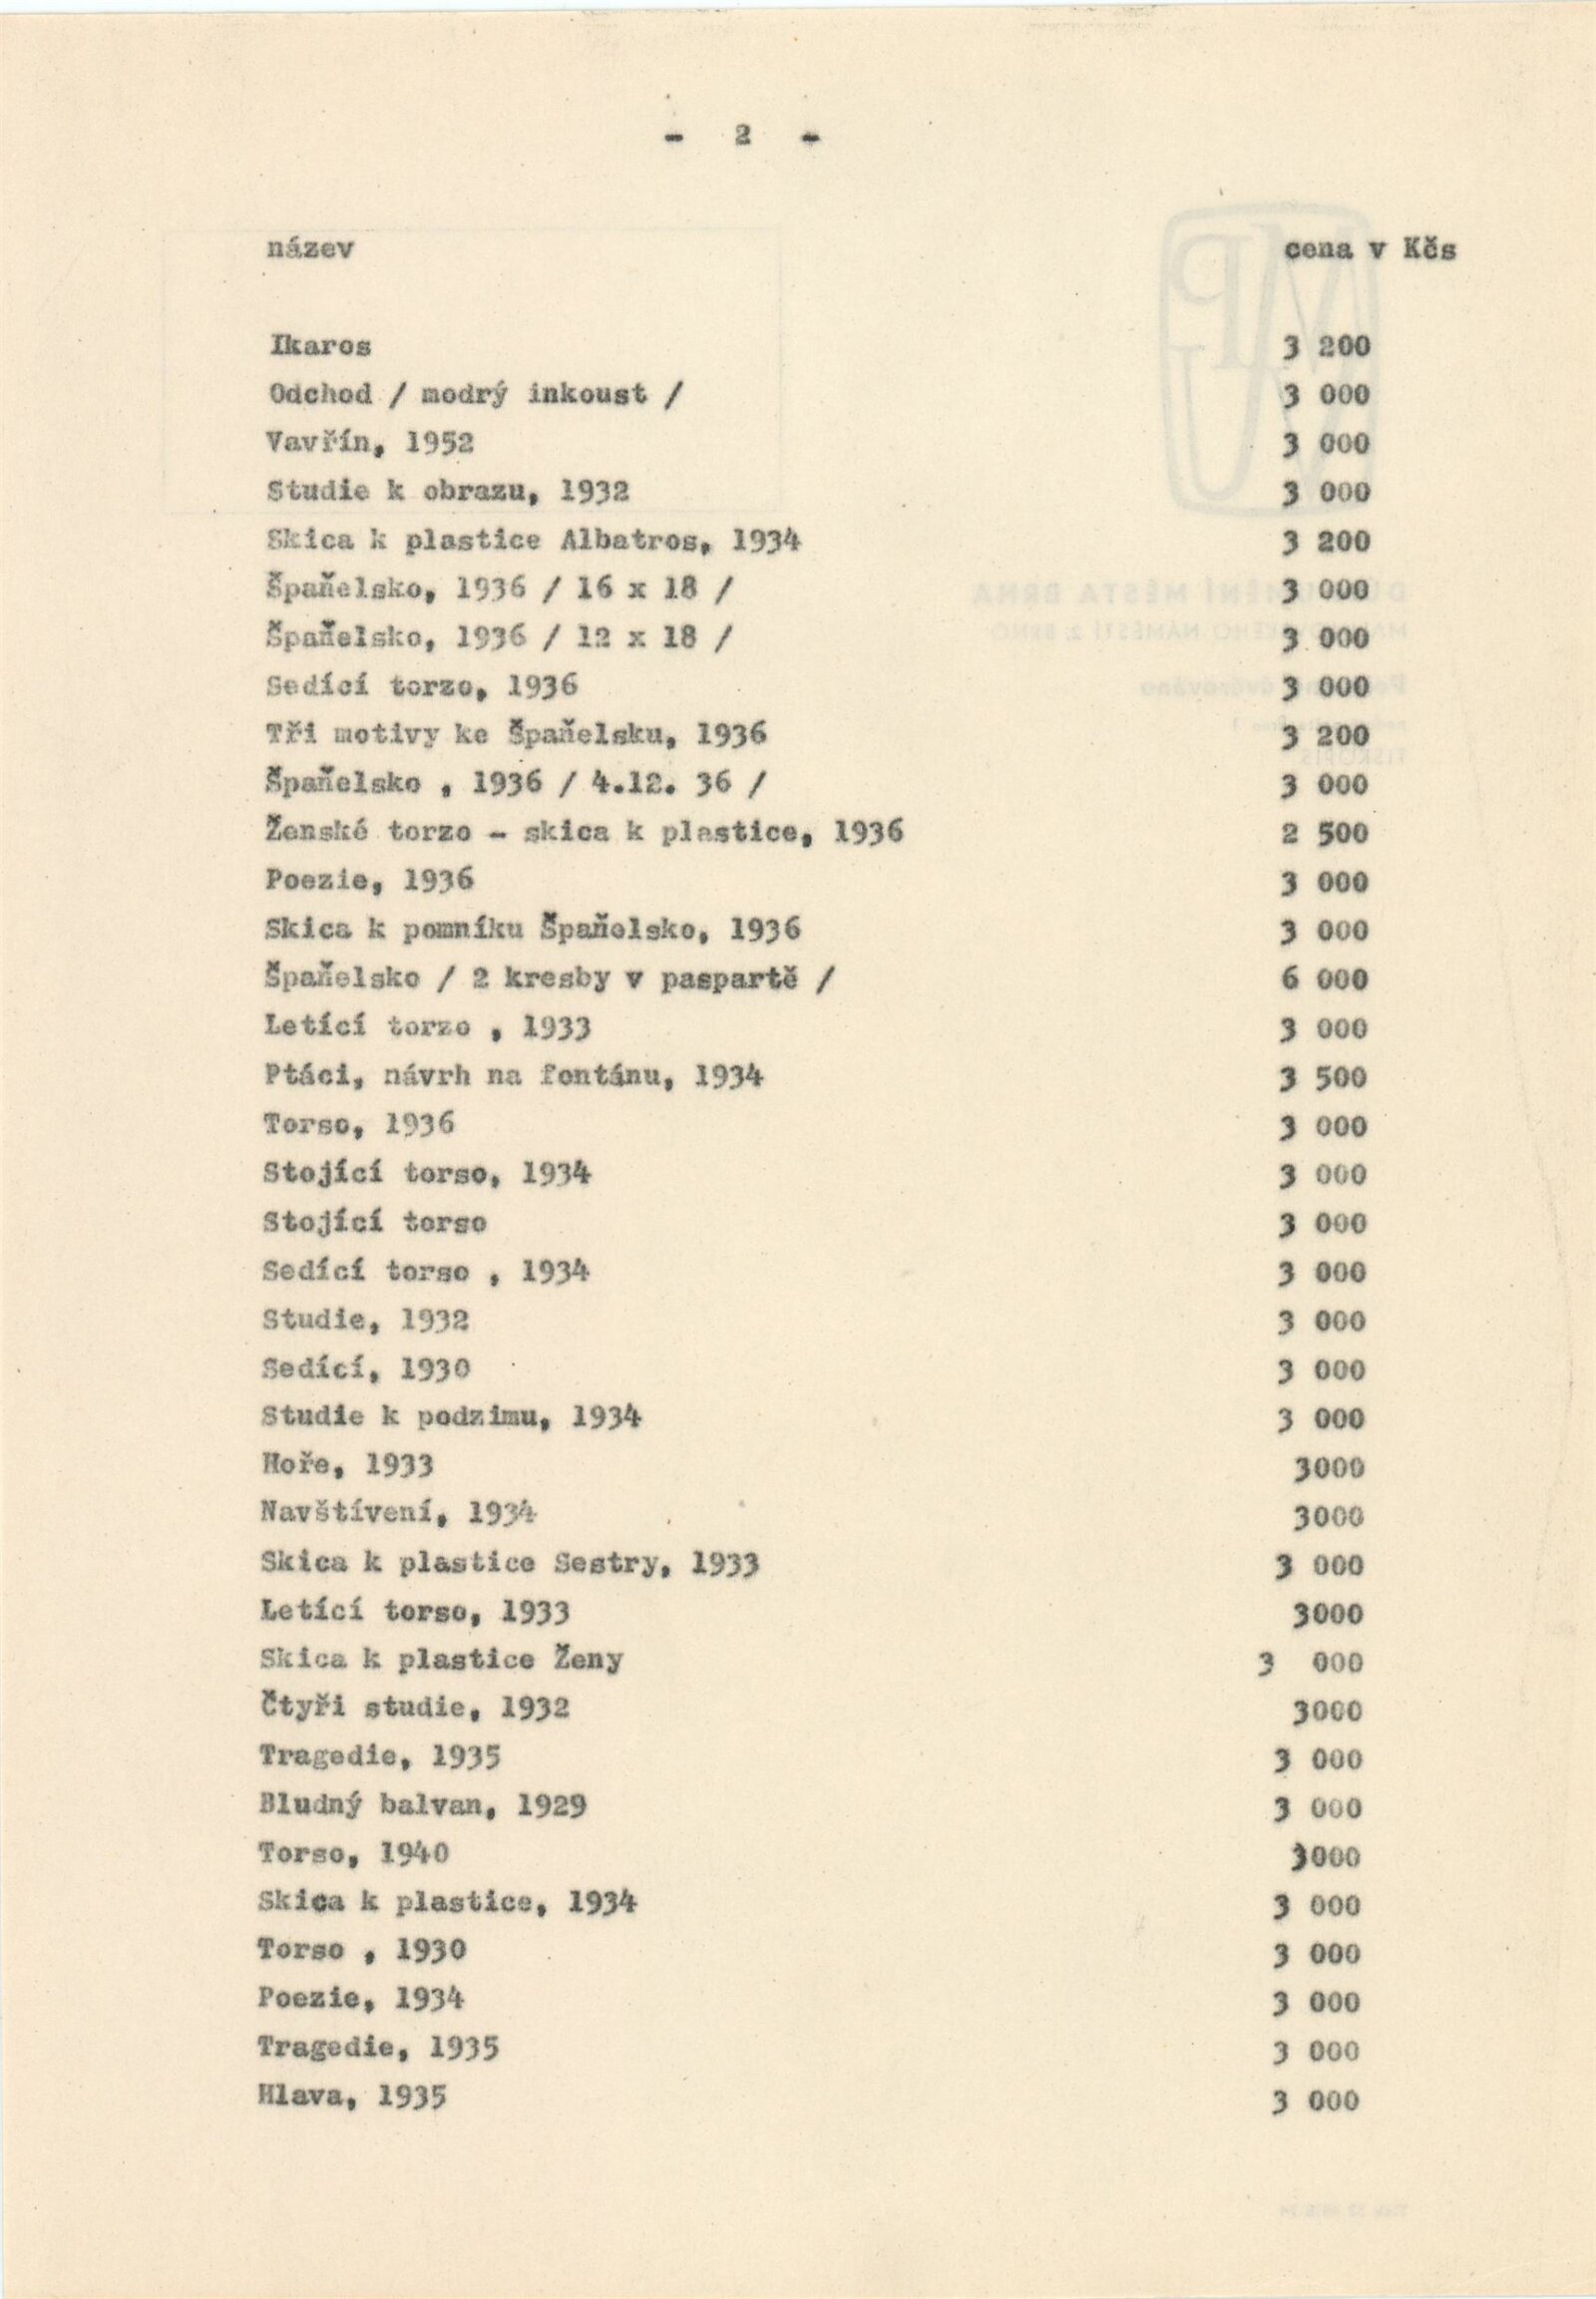 - 2 -
název cena v Kčs
Ikaros 3 200
Odchod / modrý inkoust / 3 000
Vavřín, 1952 3 000
Studie k obrazu, 1932 3 000
Skica k plastice Albatros, 1934 3 200
Španělsko, 1936 / 16 x 18 / 3 000
Španělsko, 1936 / 12 x 18 / 3 000
Sedící torzo, 1936 3 000
Tři motivy ke Španělsku, 1936 3 200
Španělsko , 1936 / 4.12. 36 / 3 000
Ženské torzo - skica k plastice, 1936 2 500
Poezie, 1936 3 000
Skica k pomníku Španělsko, 1936 3 000
Španělsko / 2 kresby v paspartě / 6 000
Letící torzo , 1933 3 000
Ptáci, návrh na fontánu, 1934 3 500
Torso, 1936 3 000
Stojící torso, 1934 3 000
Stojící torso 3 000
Sedící torso , 1934 3 000
Studie, 1932 3 000
Sedící, 1930 3 000
Studie k podzimu, 1934 3 000
Hoře, 1933 3000
Navštívení, 1934 3000
Skica k plastice Sestry, 1933 3 000
Letící torso, 1933 3000
Skica k plastice Ženy 3 000
Čtyři studie, 1932 3000
Tragedie, 1935 3 000
Bludný balvan, 1929 3 000
Torso, 1940 3000
Skica k plastice, 1934 3 000
Torso , 1930 3 000
Poezie, 1934 3 000
Tragedie, 1935 3 000
Hlava, 1935 3 000